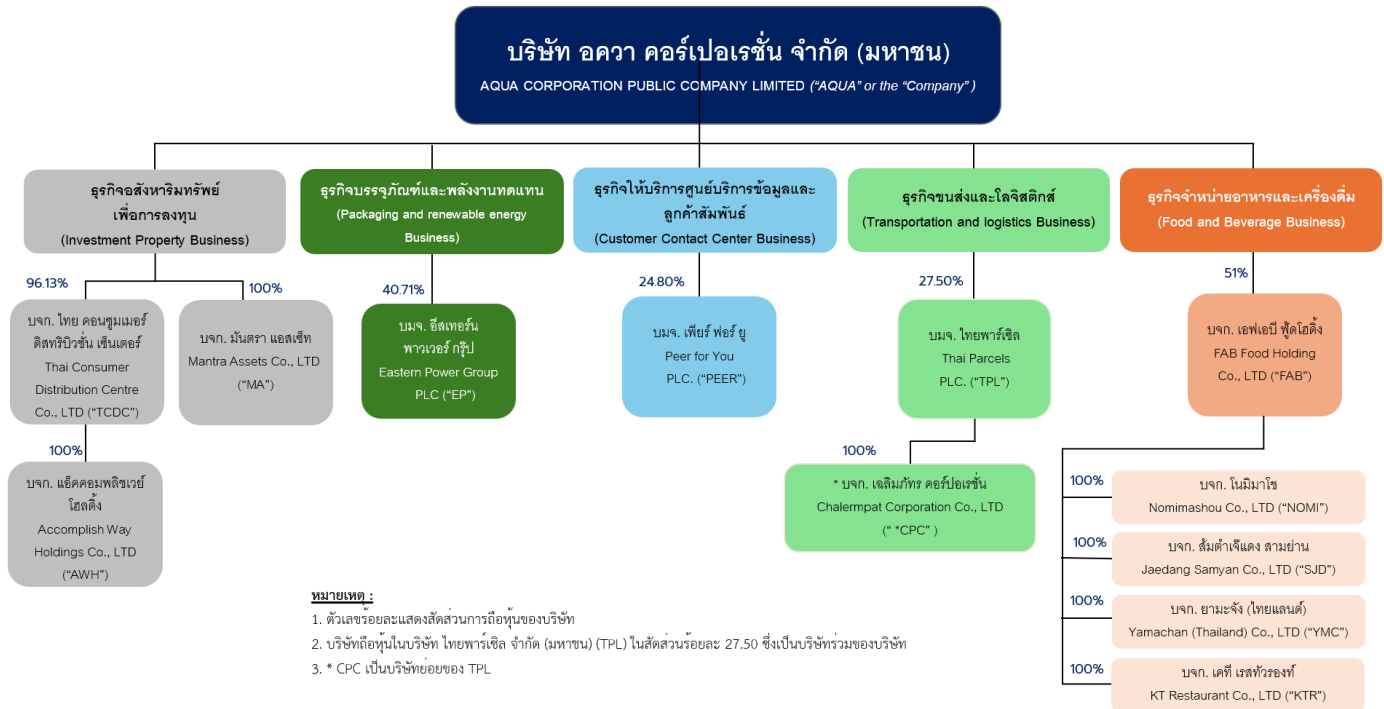 บริษัท อควา คอร์เปอเรชั่น จำกัด (มหาชน)
AQUA CORPORATION PUBLIC COMPANY LIMITED ("AQUA" or the "Company" )
ธุรกิจอสังหาริมทรัพย์
เพื่อการลงทุน
(Investment Property Business)
ธุรกิจบรรจุภัณฑ์และพลังงานทดแทน
(Packaging and renewable energy
Business)
ธุรกิจให้บริการศูนย์บริการข้อมูลและ
ลูกค้าสัมพันธ์
(Customer Contact Center Business)
ธุรกิจขนส่งและโลจิสติกส์
(Transportation and logistics Business)
ธุรกิจจำหน่ายอาหารและเครื่องดื่ม
(Food and Beverage Business)
96.13%
100%
40.71%
24.80%
27.50%
51%
บจก. ไทย คอนซูมเมอร์
ดิสทริบิวชั่น เซ็นเตอร์
Thai Consumer
Distribution Centre
Co., LTD ("TCDC")
บจก. มันตรา แอสเซ็ท
Mantra Assets Co., LTD
("MA")
บมจ. อีสเทอร์น
พาวเวอร์ กรุ๊ป
Eastern Power Group
PLC ("EP")
บมจ. เพียร์ ฟอร์ ยู
Peer for You
PLC. ("PEER")
บมจ. ไทยพาร์เซิล
Thai Parcels
PLC. ("TPL")
บจก. เอฟเอบี ฟู้ดโฮดิ้ง
FAB Food Holding
Co., LTD ("FAB")
100%
บจก. แอ็คคอมพลิชเวย์
โฮลดิ้ง
Accomplish Way
Holdings Co., LTD
("AWH")
100%
* บจก. เฉลิมภัทร คอร์ปอเรชั่น
Chalermpat Corporation Co., LTD
(" *CPC" )
100%
บจก. โนมิมาโช
Nomimashou Co., LTD ("NOMI")
100%
บจก. ส้มตำเจ๊แดง สามย่าน
Jaedang Samyan Co., LTD ("SJD")
100%
บจก. ยามะจัง (ไทยแลนด์)
Yamachan (Thailand) Co., LTD ("YMC")
100%
บจก. เคที เรสทัวรองท์
KT Restaurant Co., LTD ("KTR")
หมายเหตุ :
1. ตัวเลขร้อยละแสดงสัดส่วนการถือหุ้นของบริษัท
2. บริษัทถือหุ้นในบริษัท ไทยพาร์เซิล จำกัด (มหาชน) (TPL) ในสัดส่วนร้อยละ 27.50 ซึ่งเป็นบริษัทร่วมของบริษัท
3. * CPC เป็นบริษัทย่อยของ TPL